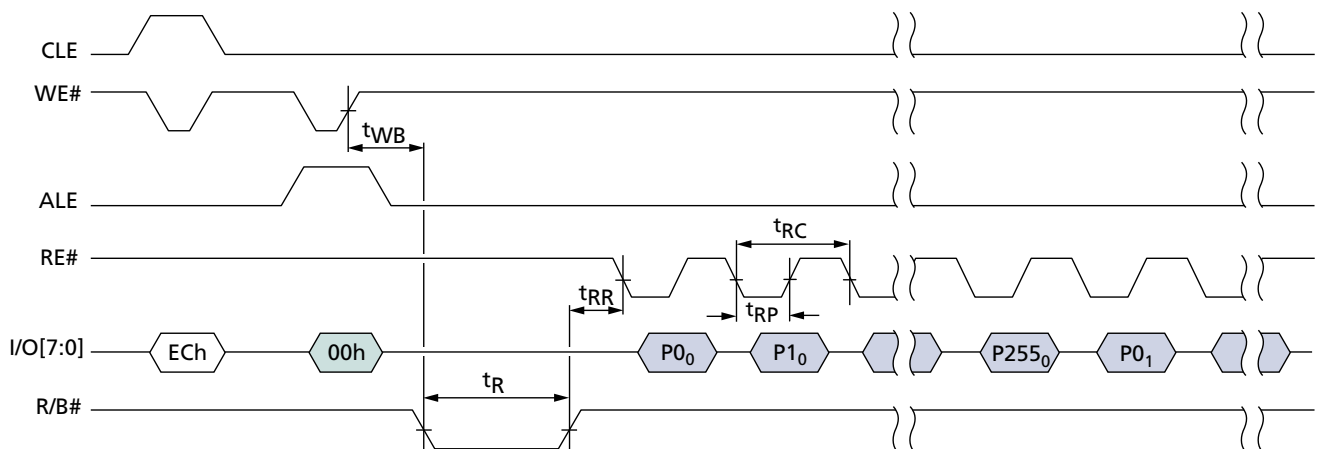 CLE
WE#
tWB
ALE
tRC
RE#
tRR
tRP
I/O[7:0]
ECh
00h
P0₀
P1₀
P255₀
P0₁
tR
R/B#